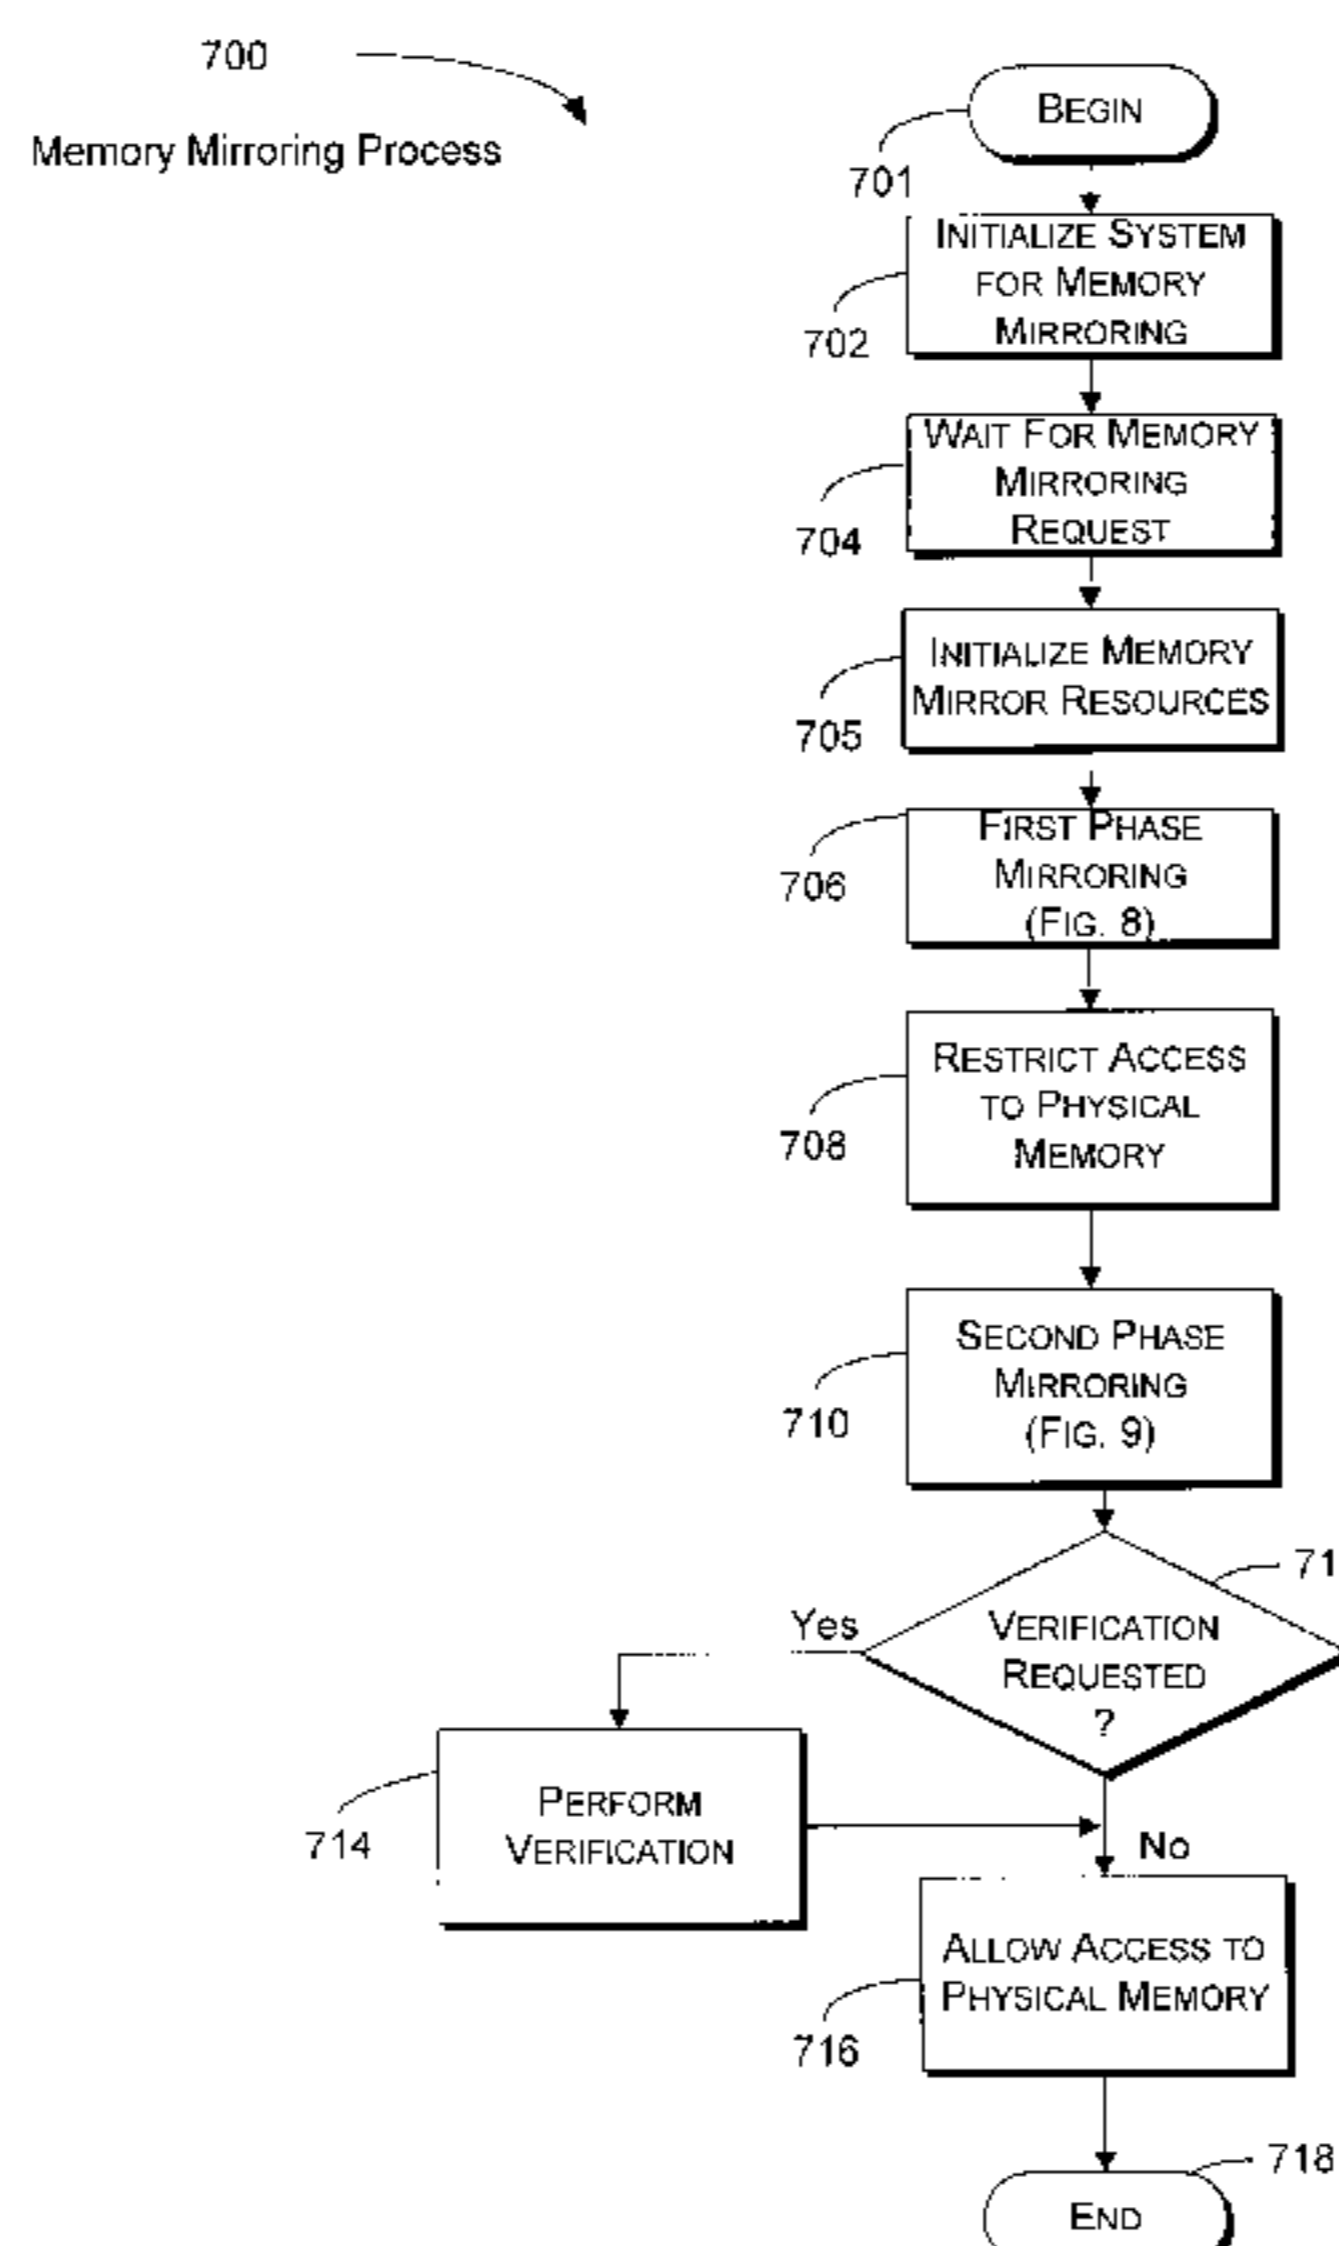 700
Memory Mirroring Process
BEGIN
701
INITIALIZE SYSTEM
FOR MEMORY
MIRRORING
702
WAIT FOR MEMORY
MIRRORING
REQUEST
704
INITIALIZE MEMORY
MIRROR RESOURCES
705
FIRST PHASE
MIRRORING
(FIG. 8)
706
RESTRICT ACCESS
TO PHYSICAL
MEMORY
708
SECOND PHASE
MIRRORING
(FIG. 9)
710
71
Yes
VERIFICATION
REQUESTED
?
PERFORM
VERIFICATION
714
No
ALLOW ACCESS TO
PHYSICAL MEMORY
716
718
END